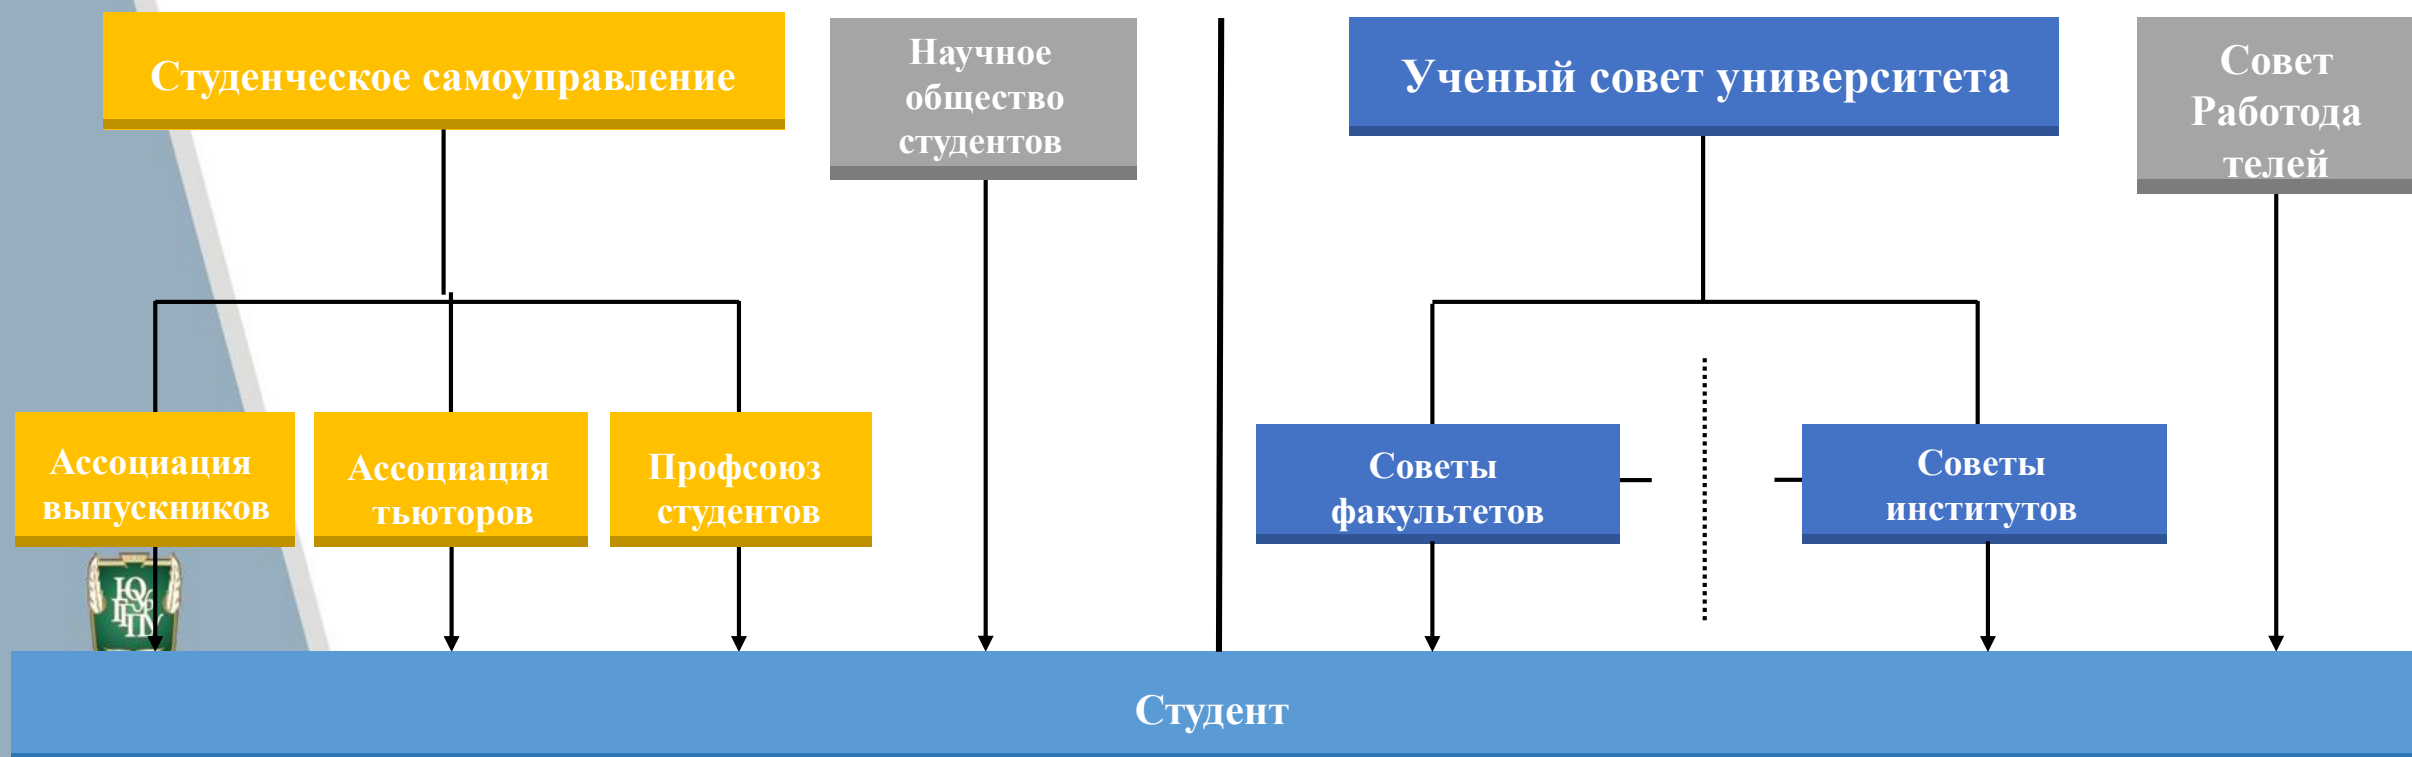 Студенческое самоуправление
Научное
общество
студентов
Ученый совет университета
Совет
Работода
телей
Ассоциация
выпускников
Ассоциация
тьюторов
Профсоюз
студентов
Советы
факультетов
Советы
институтов
Студент